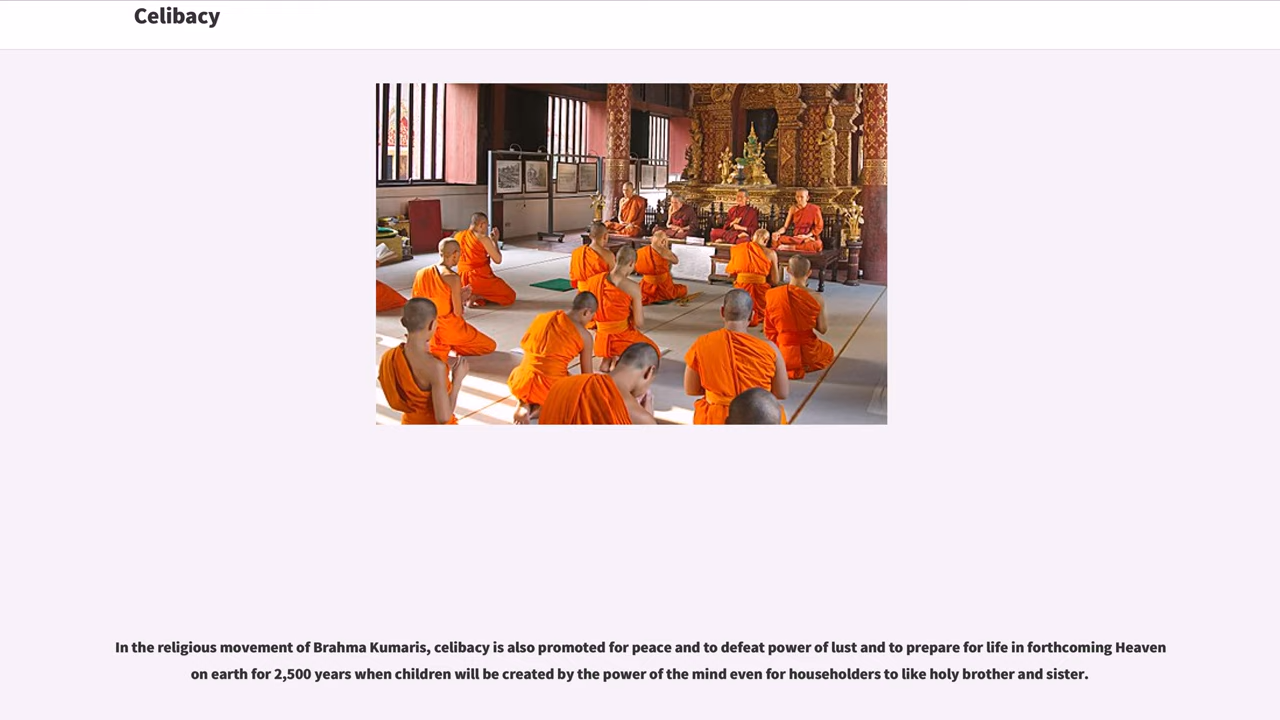 Celibacy
In the religious movement of Brahma Kumaris, celibacy is also promoted for peace and to defeat power of lust and to prepare for life in forthcoming Heaven
on earth for 2,500 years when children will be created by the power of the mind even for householders to like holy brother and sister.